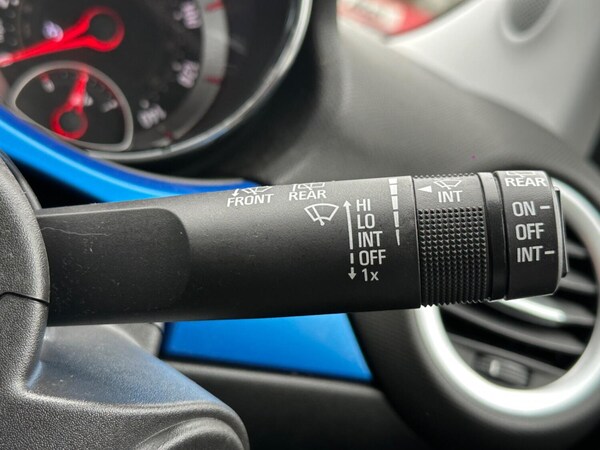 FRONT REAR
HI
LO
INT
OFF
1x
INT
REAR
ON
OFF
INT